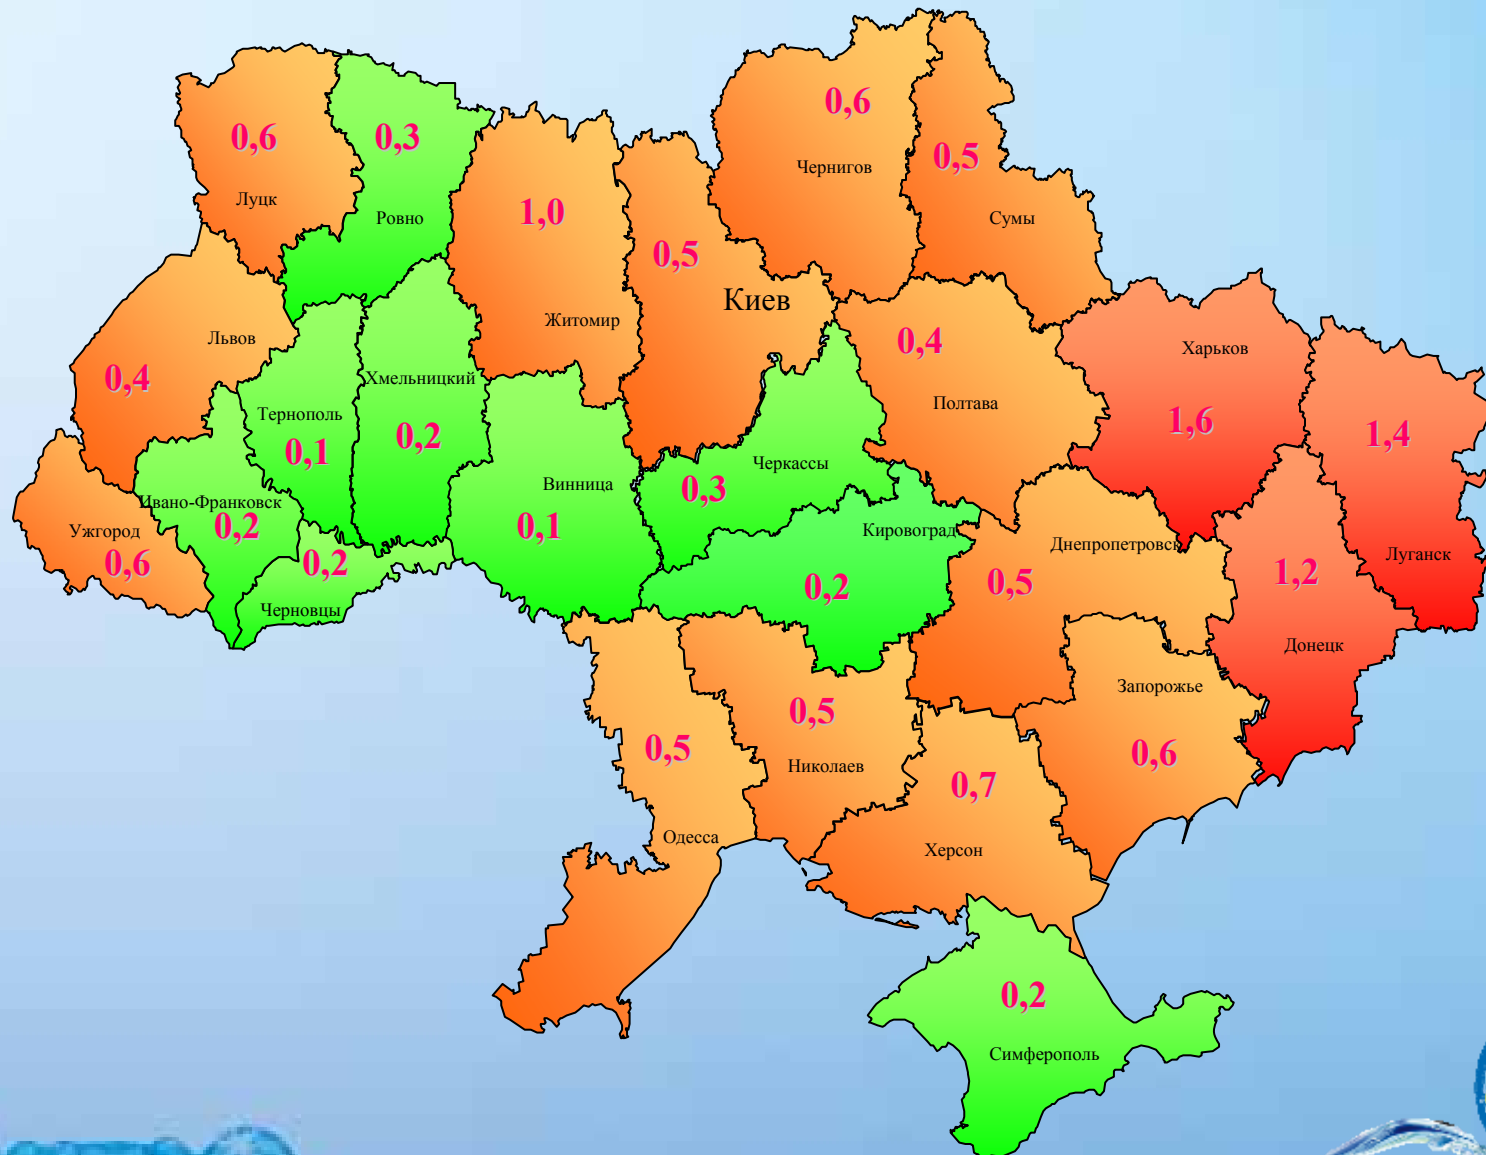 0,6
Луцк
0,3
Ровно
1,0
Житомир
0,5
Киев
0,6
Чернигов
0,5
Сумы
Львов
0,4
Тернополь
0,1
Хмельницкий
0,2
Винница
0,1
Черкассы
0,3
0,4
Полтава
Харьков
1,6
1,4
Луганск
Ивано-Франковск
0,2
Ужгород
0,6
0,2
Черновцы
Кировоград
0,2
Днепропетровск
0,5
1,2
Донецк
0,5
Одесса
0,5
Николаев
0,7
Херсон
Запорожье
0,6
0,2
Симферополь